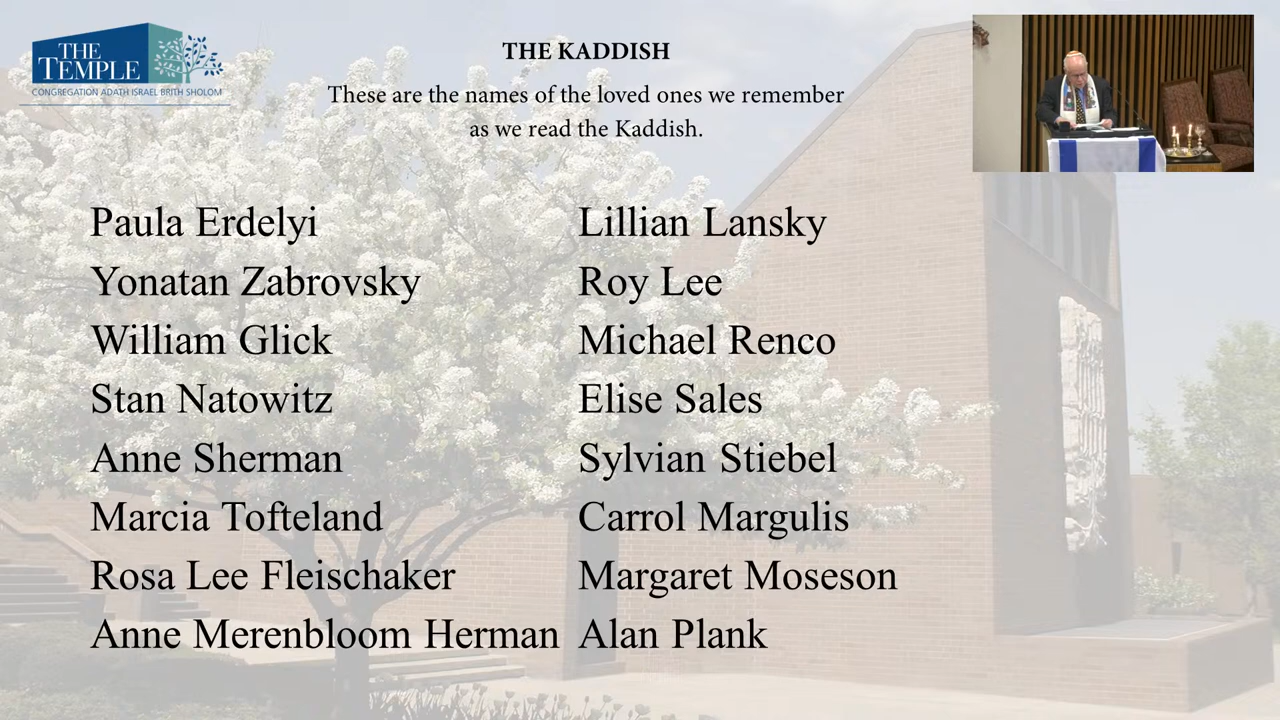 THE
TEMPLE
CONGREGATION ADATH ISRAEL BRITH SHOLOM
THE KADDISH
These are the names of the loved ones we remember
as we read the Kaddish.
Paula Erdelyi
Yonatan Zabrovsky
William Glick
Stan Natowitz
Anne Sherman
Marcia Tofteland
Rosa Lee Fleischaker
Anne Merenbloom Herman
Lillian Lansky
Roy Lee
Michael Renco
Elise Sales
Sylvian Stiebel
Carrol Margulis
Margaret Moseson
Alan Plank